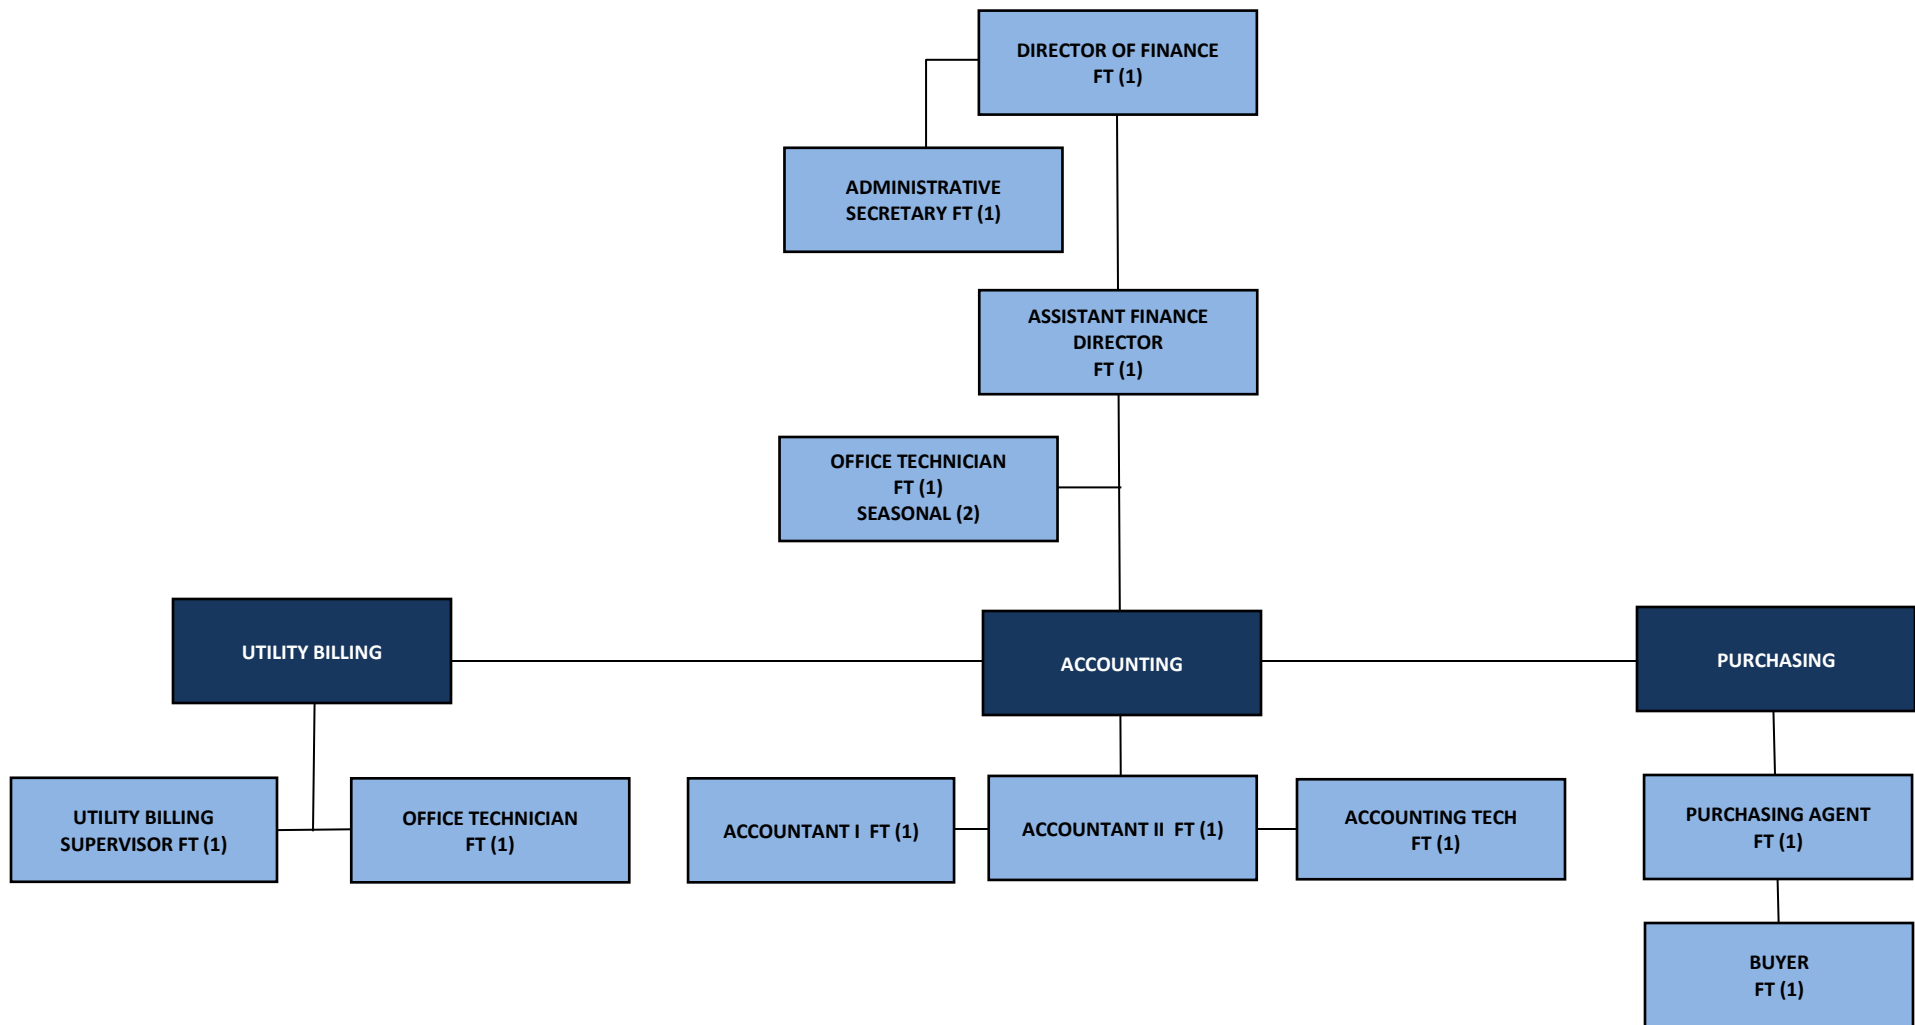 DIRECTOR OF FINANCE
FT (1)
ADMINISTRATIVE
SECRETARY FT (1)
ASSISTANT FINANCE
DIRECTOR
FT (1)
OFFICE TECHNICIAN
FT (1)
SEASONAL (2)
UTILITY BILLING
ACCOUNTING
PURCHASING
UTILITY BILLING
SUPERVISOR FT (1)
OFFICE TECHNICIAN
FT (1)
ACCOUNTANT I  FT (1)
ACCOUNTANT II  FT (1)
ACCOUNTING TECH
FT (1)
PURCHASING AGENT
FT (1)
BUYER
FT (1)